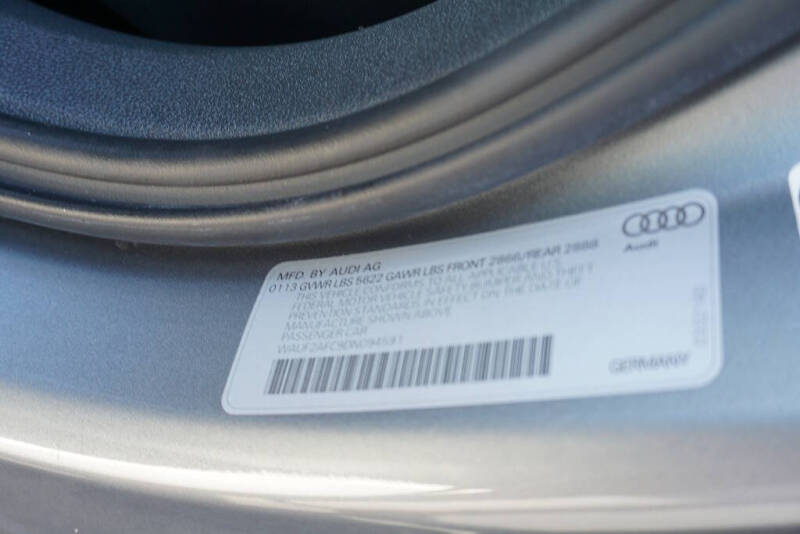 Audi
MFD. BY AUDI AG
0113 GVWR LBS 5622 GAWR LBS FRONT 2866/REAR 2888
THIS VEHICLE CONFORMS TO ALL APPLICABLE U.S.
FEDERAL MOTOR VEHICLE SAFETY BUMPER AND THEFT
PREVENTION STANDARDS IN EFFECT ON THE DATE OF
MANUFACTURE SHOWN ABOVE
PASSENGER CAR
GERMANY